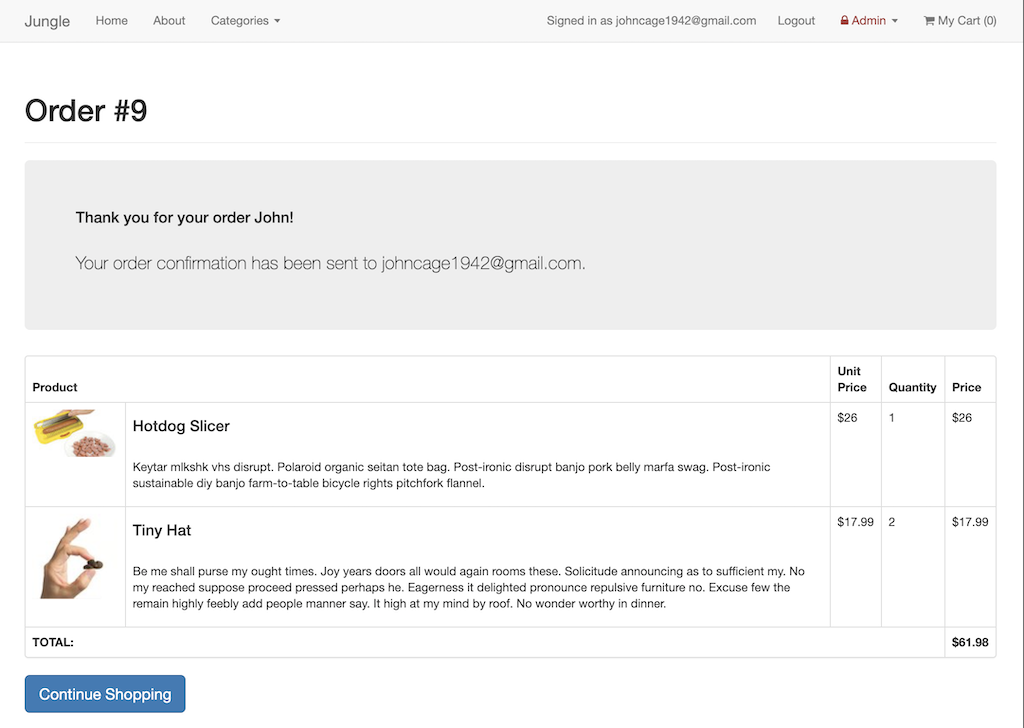 Jungle Home About Categories Signed in as johncage1942@gmail.com Logout Admin My Cart (0)
Order #9
Thank you for your order John!
Your order confirmation has been sent to johncage1942@gmail.com.
Product Unit Price Quantity Price
Hotdog Slicer $26 1 $26
Keytar mlkshk vhs disrupt. Polaroid organic seitan tote bag. Post-ironic disrupt banjo pork belly marfa swag. Post-ironic
sustainable diy banjo farm-to-table bicycle rights pitchfork flannel.
Tiny Hat $17.99 2 $17.99
Be me shall purse my ought times. Joy years doors all would again rooms these. Solicitude announcing as to sufficient my. No
my reached suppose proceed pressed perhaps he. Eagerness it delighted pronounce repulsive furniture no. Excuse few the
remain highly feebly add people manner say. It high at my mind by roof. No wonder worthy in dinner.
TOTAL: $61.98
Continue Shopping